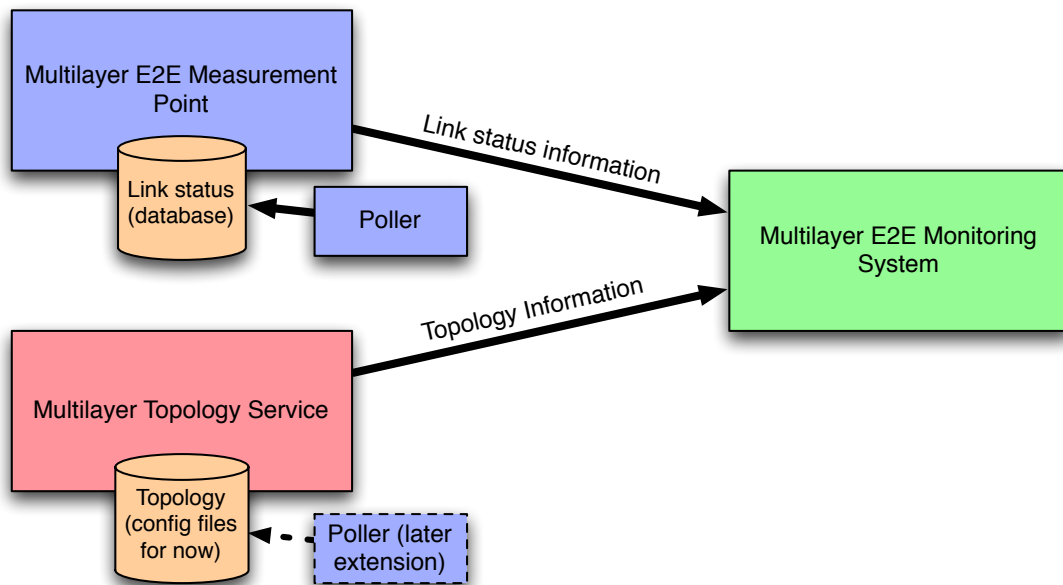 Multilayer E2E Measurement
Point
Link status
(database)
Poller
Link status information
Multilayer E2E Monitoring
System
Topology Information
Multilayer Topology Service
Topology
(config files
for now)
Poller (later
extension)